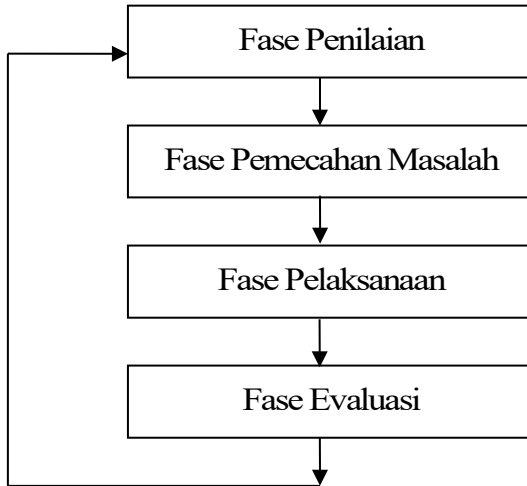 Fase Penilaian
Fase Pemecahan Masalah
Fase Pelaksanaan
Fase Evaluasi